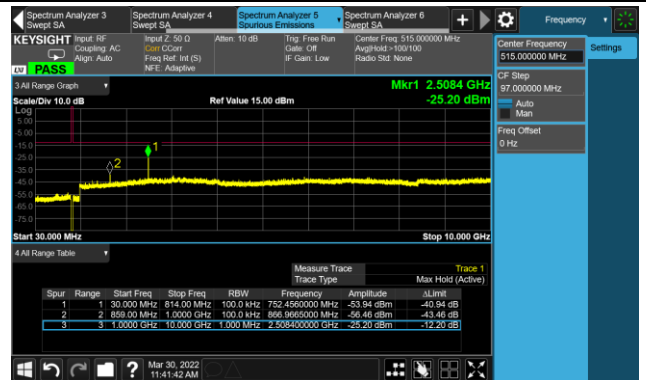 Spectrum Analyzer 3
Swept SA
Spectrum Analyzer 4
Swept SA
Spectrum Analyzer 5
Spurious Emissions
Spectrum Analyzer 6
Swept SA
+
Frequency
KEYSIGHT
LXI PASS
Input: RF
Coupling: AC
Align: Auto
Input Z: 50 Ω
Corr CCorr
Freq Ref: Int (S)
NFE: Adaptive
Atten: 10 dB
Trig: Free Run
Gate: Off
IF Gain: Low
Center Freq: 515.000000 MHz
Avg|Hold:>100/100
Radio Std: None
Center Frequency
515.000000 MHz
Settings
CF Step
97.000000 MHz
Auto
Man
Freq Offset
0 Hz
3 All Range Graph
Mkr1 2.5084 GHz
Scale/Div 10.0 dB
Ref Value 15.00 dBm
-25.20 dBm
Log
5.00
-5.00
-15.0
-25.0
-35.0
-45.0
-55.0
-65.0
-75.0
1
2
Start 30.000 MHz
Stop 10.000 GHz
4 All Range Table
Measure Trace Trace 1
Trace Type Max Hold (Active)
Spur Range Start Freq Stop Freq RBW Frequency Amplitude ΔLimit
1 1 30.000 MHz 814.00 MHz 100.0 kHz 752.4560000 MHz -53.94 dBm -40.94 dB
2 2 859.00 MHz 1.0000 GHz 100.0 kHz 866.9665000 MHz -56.46 dBm -43.46 dB
3 3 1.0000 GHz 10.000 GHz 1.000 MHz 2.508400000 GHz -25.20 dBm -12.20 dB
?
Mar 30, 2022
11:41:42 AM